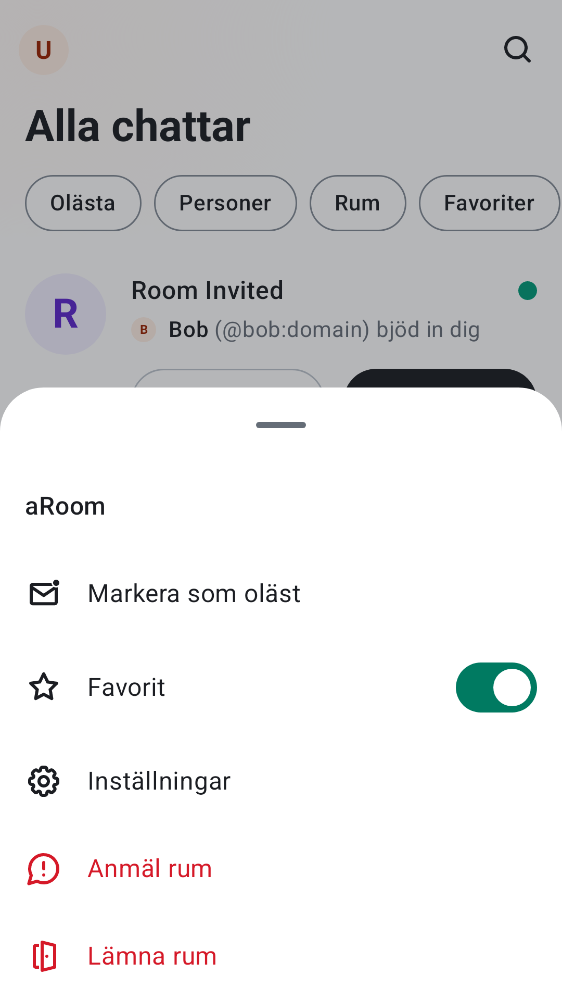 U
Alla chattar
Olästa Personer Rum Favoriter
R
Room Invited
B Bob (@bob:domain) bjöd in dig
aRoom
Markera som oläst
Favorit
Inställningar
Anmäl rum
Lämna rum